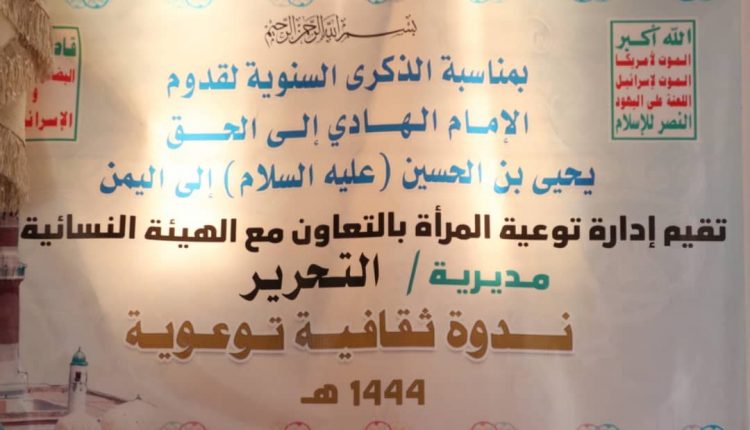 بسم الله الرحمن الرحيم
الله أكبر
الموت لأمريكا
الموت لإسرائيل
اللعنة على اليهود
النصر للإسلام
بمناسبة الذكرى السنوية لقدوم
الإمام الهادي إلى الحق
يحيى بن الحسين (عليه السلام) إلى اليمن
تقيم إدارة توعية المرأة بالتعاون مع الهيئة النسائية
مديرية / التحرير
ندوة ثقافية توعوية
1444 هـ